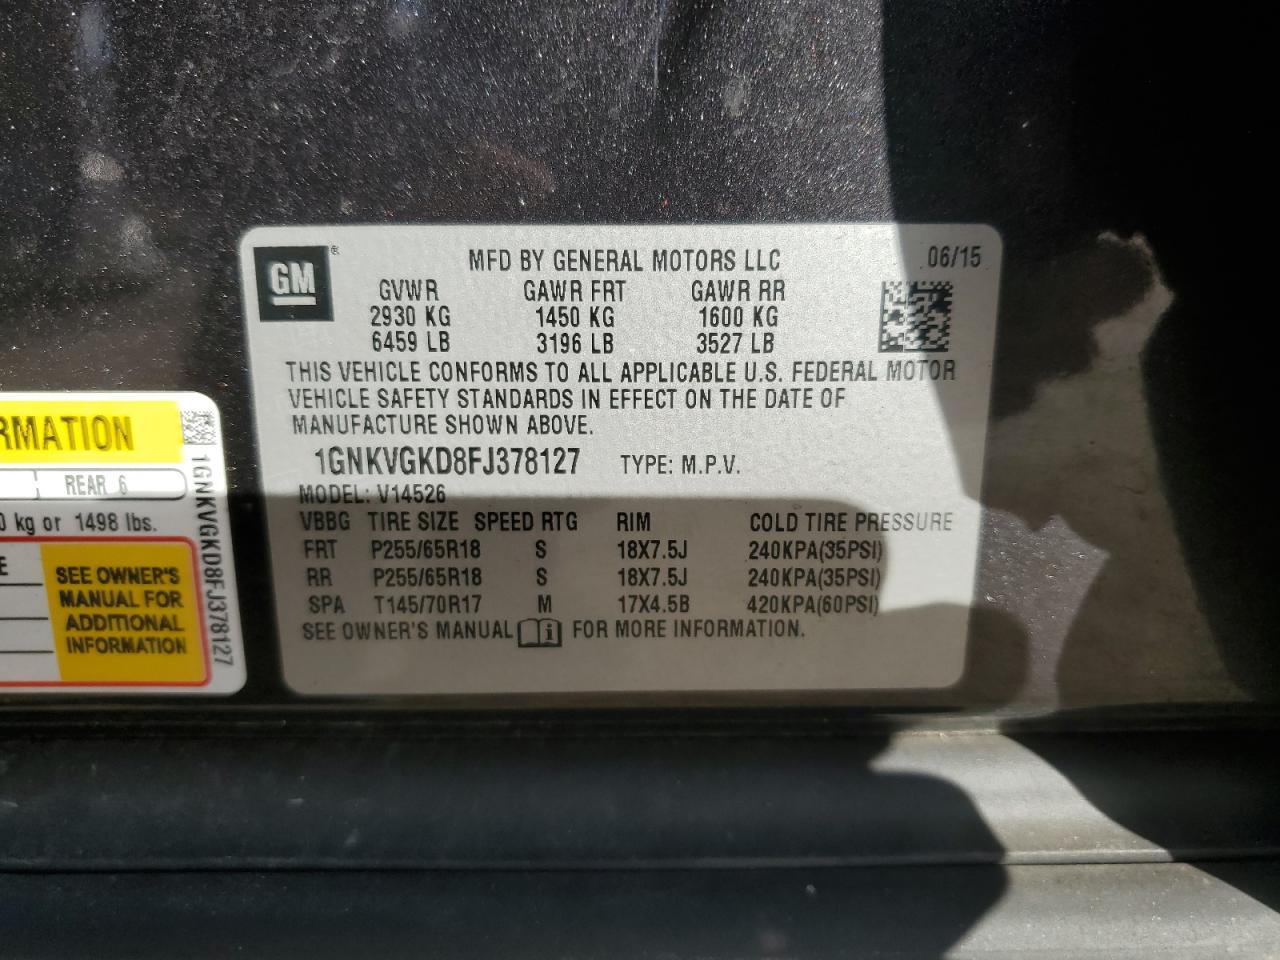 GM ®
MFD BY GENERAL MOTORS LLC
06/15
GVWR GAWR FRT GAWR RR
2930 KG 1450 KG 1600 KG
6459 LB 3196 LB 3527 LB
THIS VEHICLE CONFORMS TO ALL APPLICABLE U.S. FEDERAL MOTOR
VEHICLE SAFETY STANDARDS IN EFFECT ON THE DATE OF
MANUFACTURE SHOWN ABOVE.
1GNKVGKD8FJ378127 TYPE: M.P.V.
MODEL: V14526
VBBG TIRE SIZE SPEED RTG RIM COLD TIRE PRESSURE
FRT P255/65R18 S 18X7.5J 240KPA(35PSI)
RR P255/65R18 S 18X7.5J 240KPA(35PSI)
SPA T145/70R17 M 17X4.5B 420KPA(60PSI)
SEE OWNER'S MANUAL i FOR MORE INFORMATION.
RMATION
REAR 6
0 kg or 1498 lbs.
E
SEE OWNER'S
MANUAL FOR
ADDITIONAL
INFORMATION
1GNKVGKD8FJ378127